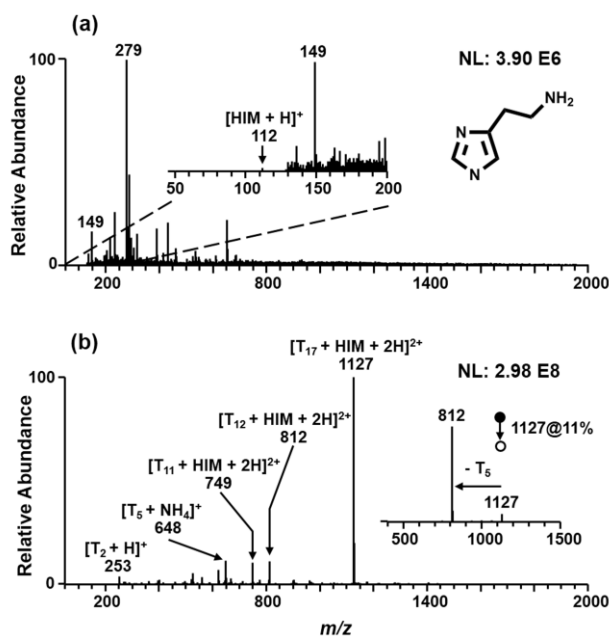 (a)
100
279
149
NL: 3.90 E6
[HIM + H]+
112
NH2
N
N
50 100 150 200
149
Relative Abundance
0
200 800 1400 2000
(b)
[T17 + HIM + 2H]2+
1127
NL: 2.98 E8
100
[T12 + HIM + 2H]2+
812
812
1127@11%
[T11 + HIM + 2H]2+
749
- T5
[T5 + NH4]+
648
1127
[T2 + H]+
253
500 1000 1500
Relative Abundance
0
200 800 1400 2000
m/z